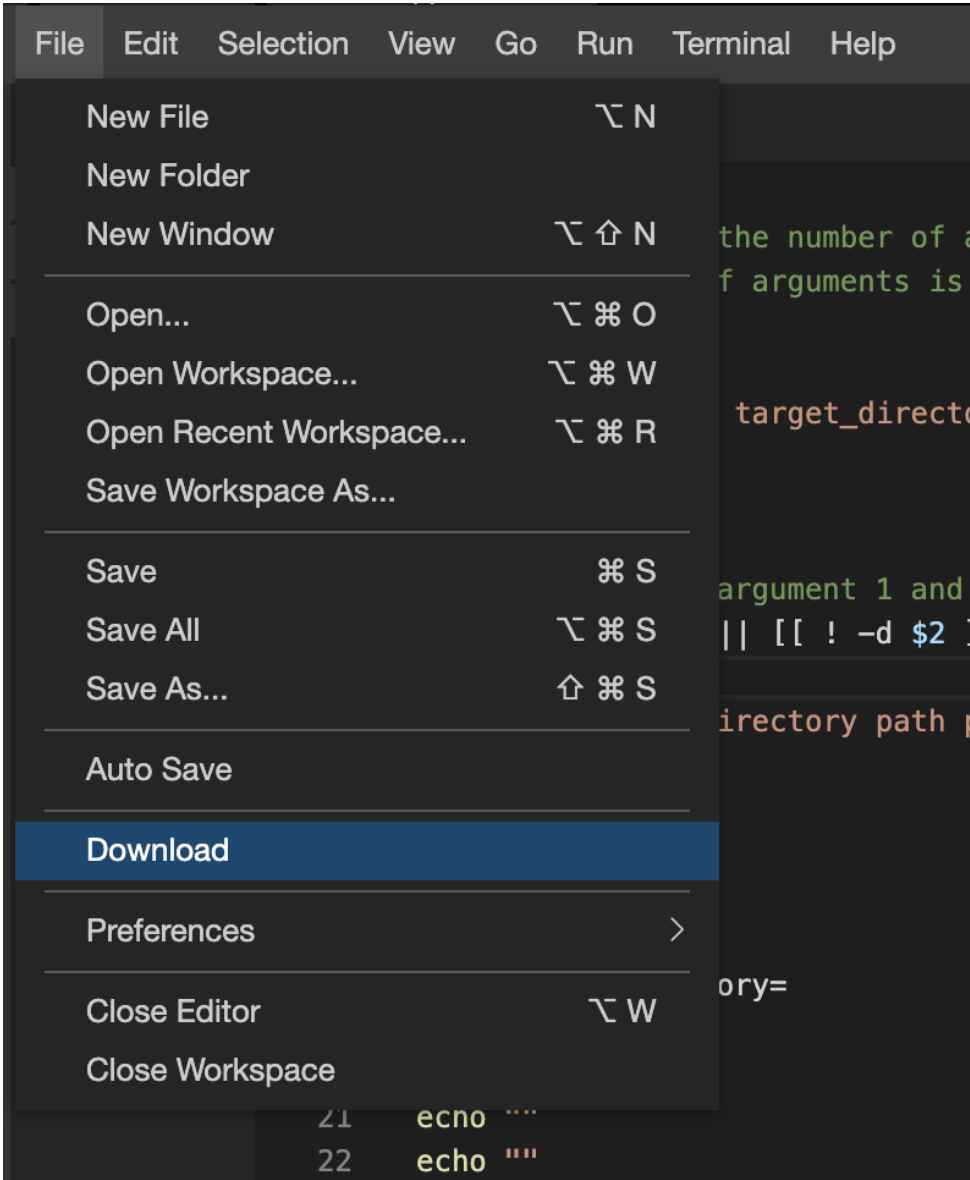 File Edit Selection View Go Run Terminal Help
New File ⌥ N
New Folder
New Window ⌥ ⇧ N
the number of
f arguments is
Open... ⌥ ⌘ O
Open Workspace... ⌥ ⌘ W
target_directo
Open Recent Workspace... ⌥ ⌘ R
Save Workspace As...
Save ⌘ S
argument 1 and
Save All ⌥ ⌘ S
|| [[ ! -d $2 ]
Save As... ⇧ ⌘ S
irectory path
Auto Save
Download
Preferences >
ory=
Close Editor ⌥ W
Close Workspace
21 echo ""
22 echo ""